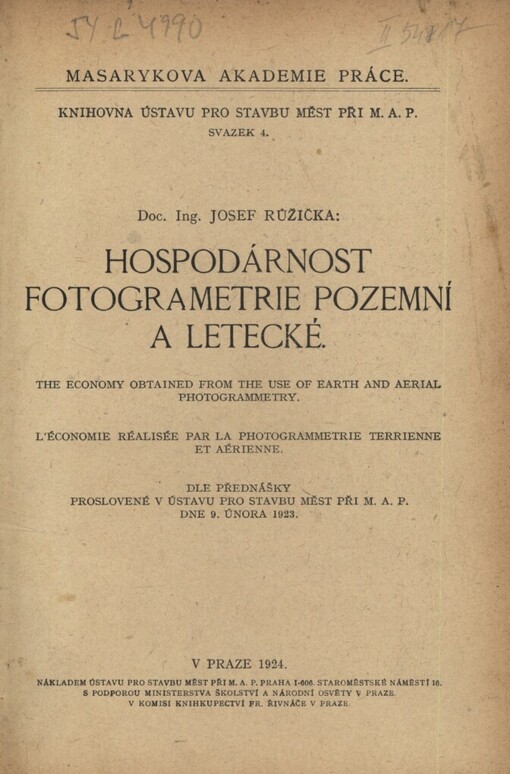 54 C 4990
MASARYKOVA AKADEMIE PRÁCE.
KNIHOVNA ÚSTAVU PRO STAVBU MĚST PŘI M. A. P.
SVAZEK 4.
Doc. Ing. JOSEF RŮŽIČKA:
HOSPODÁRNOST
FOTOGRAMETRIE POZEMNÍ
A LETECKÉ.
THE ECONOMY OBTAINED FROM THE USE OF EARTH AND AERIAL
PHOTOGRAMMETRY.
L'ÉCONOMIE RÉALISÉE PAR LA PHOTOGRAMMETRIE TERRIENNE
ET AÉRIENNE.
DLE PŘEDNÁŠKY
PROSLOVENÉ V ÚSTAVU PRO STAVBU MĚST PŘI M. A. P.
DNE 9. ÚNORA 1923.
V PRAZE 1924.
NÁKLADEM ÚSTAVU PRO STAVBU MĚST PŘI M. A. P. PRAHA I-606. STAROMĚSTSKÉ NÁMĚSTÍ 16.
S PODPOROU MINISTERSTVA ŠKOLSTVÍ A NÁRODNÍ OSVĚTY V PRAZE.
V KOMISI KNIHKUPECTVÍ FR. ŘIVNÁČE V PRAZE.